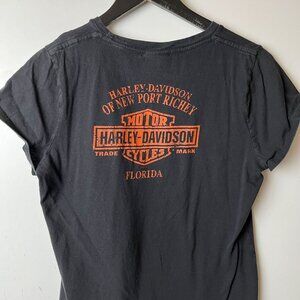 HARLEY-DAVIDSON
OF NEW PORT RICHEY
MOTOR
HARLEY-DAVIDSON
TRADE MARK
CYCLES
FLORIDA